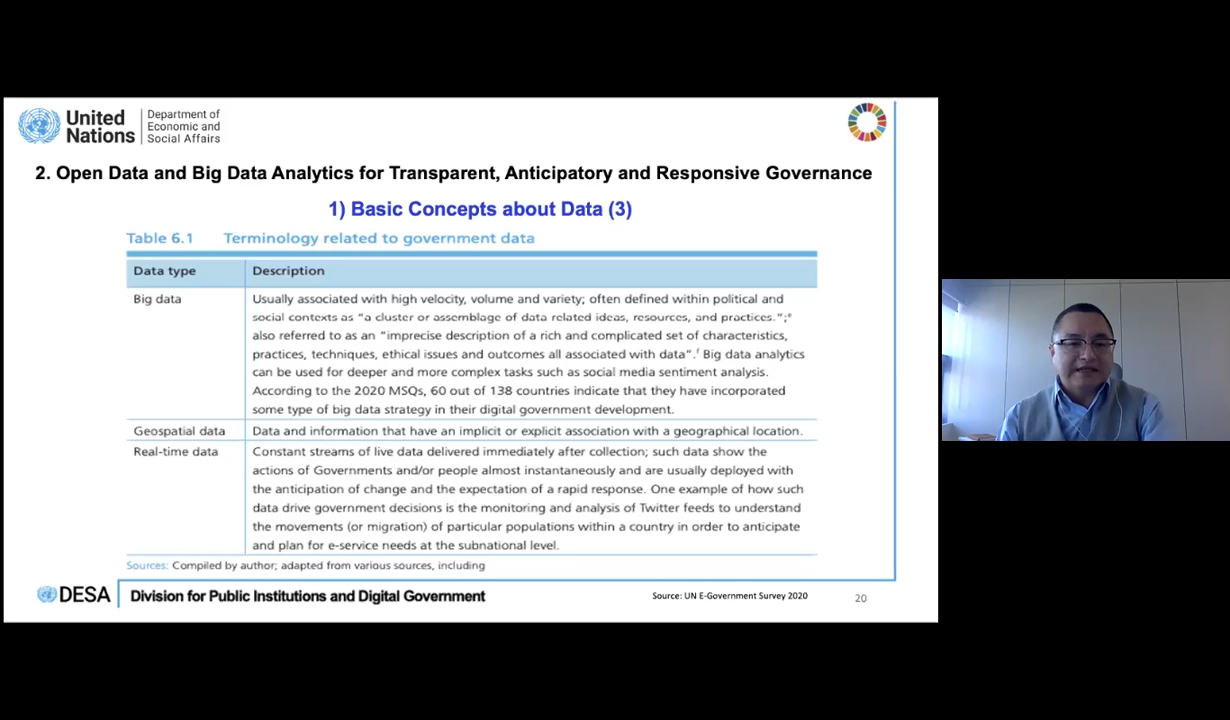 United Nations
Department of
Economic and
Social Affairs
2. Open Data and Big Data Analytics for Transparent, Anticipatory and Responsive Governance
1) Basic Concepts about Data (3)
Table 6.1 Terminology related to government data
Data type Description
Big data Usually associated with high velocity, volume and variety; often defined within political and
social contexts as “a cluster or assemblage of data related ideas, resources, and practices.”;e
also referred to as an “imprecise description of a rich and complicated set of characteristics,
practices, techniques, ethical issues and outcomes all associated with data”.f Big data analytics
can be used for deeper and more complex tasks such as social media sentiment analysis.
According to the 2020 MSQs, 60 out of 138 countries indicate that they have incorporated
some type of big data strategy in their digital government development.
Geospatial data Data and information that have an implicit or explicit association with a geographical location.
Real-time data Constant streams of live data delivered immediately after collection; such data show the
actions of Governments and/or people almost instantaneously and are usually deployed with
the anticipation of change and the expectation of a rapid response. One example of how such
data drive government decisions is the monitoring and analysis of Twitter feeds to understand
the movements (or migration) of particular populations within a country in order to anticipate
and plan for e-service needs at the subnational level.
Sources: Compiled by author; adapted from various sources, including
DESA Division for Public Institutions and Digital Government
Source: UN E-Government Survey 2020
20